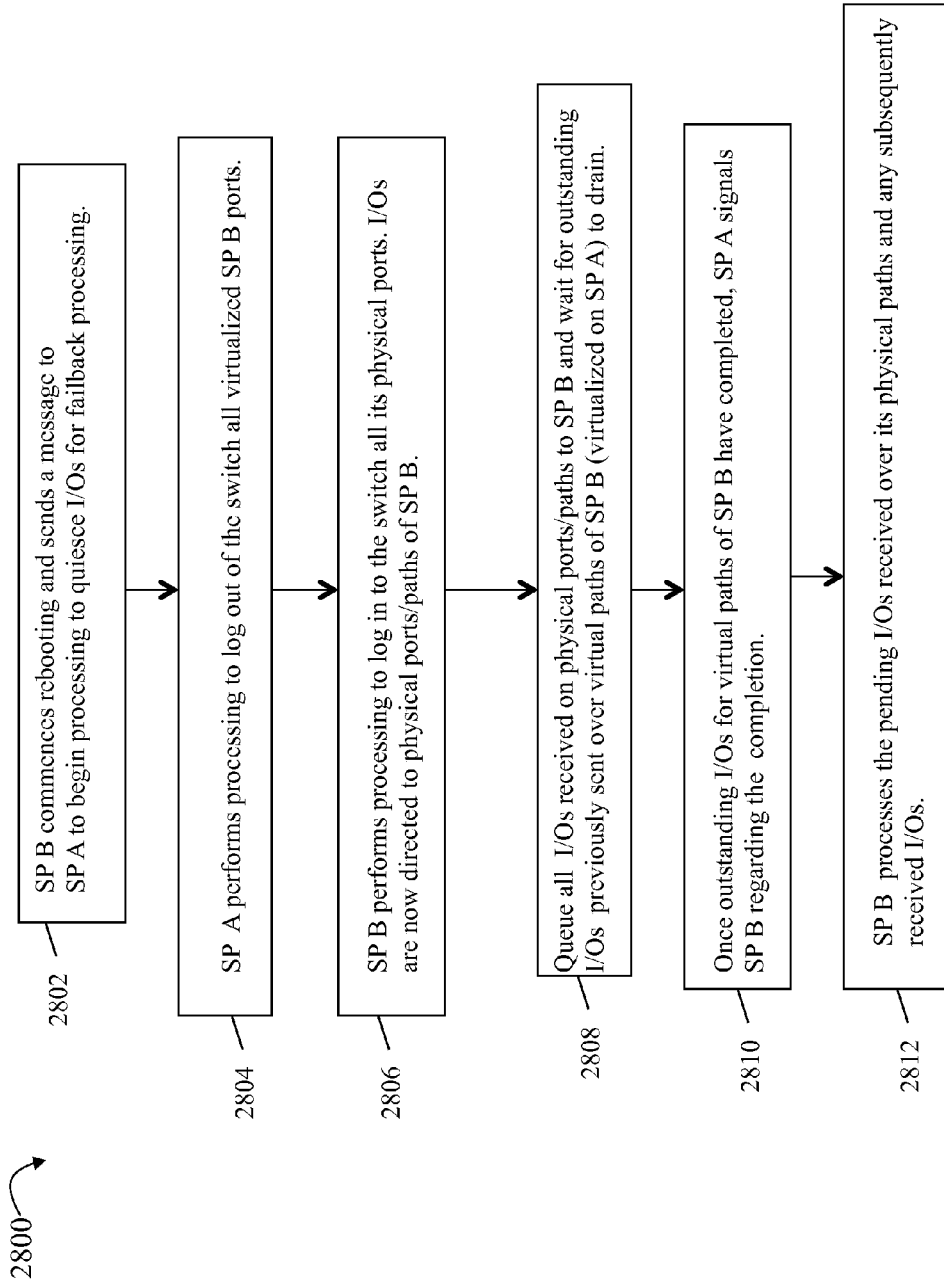 2800
2802
SP B commences rebooting and sends a message to
SP A to begin processing to quiesce I/Os for failback processing.
2804
SP A performs processing to log out of the switch all virtualized SP B ports.
2806
SP B performs processing to log in to the switch all its physical ports. I/Os
are now directed to physical ports/paths of SP B.
2808
Queue all I/Os received on physical ports/paths to SP B and wait for outstanding
I/Os previously sent over virtual paths of SP B (virtualized on SP A) to drain.
2810
Once outstanding I/Os for virtual paths of SP B have completed, SP A signals
SP B regarding the completion.
2812
SP B processes the pending I/Os received over its physical paths and any subsequently
received I/Os.